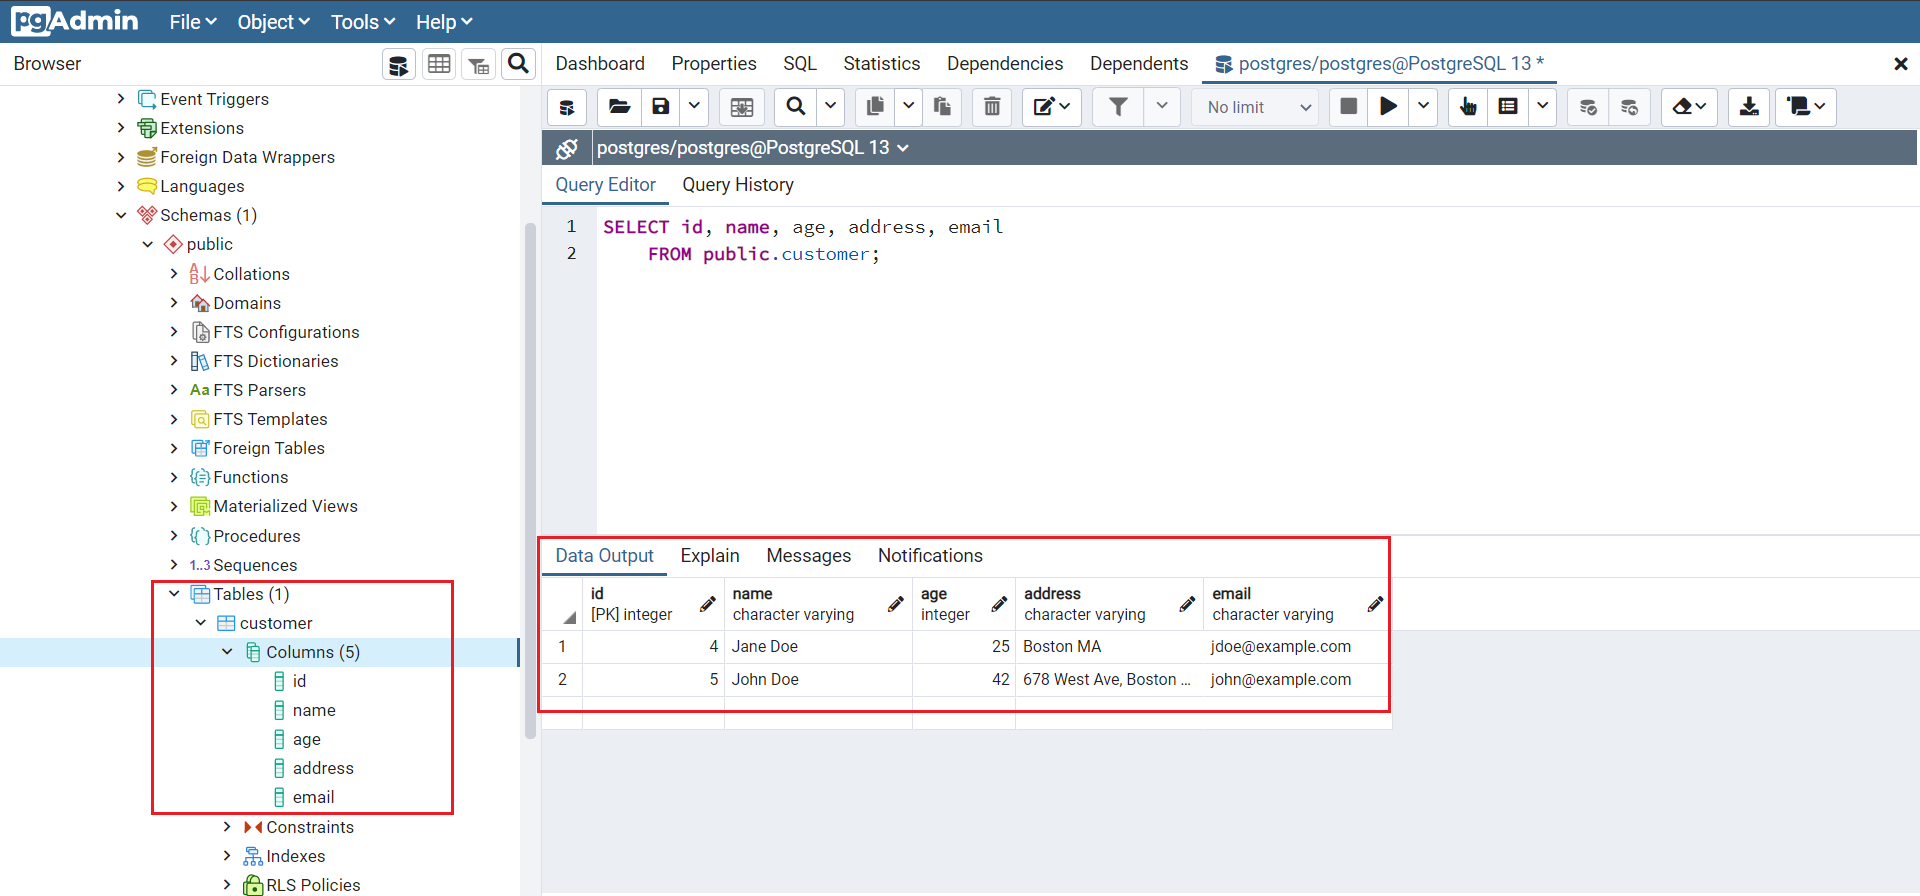 pgAdmin File Object Tools Help
Browser
Dashboard Properties SQL Statistics Dependencies Dependents postgres/postgres@PostgreSQL 13 *
Event Triggers
Extensions
Foreign Data Wrappers
Languages
Schemas (1)
public
Collations
Domains
FTS Configurations
FTS Dictionaries
Aa FTS Parsers
FTS Templates
Foreign Tables
Functions
Materialized Views
Procedures
1..3 Sequences
Tables (1)
customer
Columns (5)
id
name
age
address
email
Constraints
Indexes
RLS Policies
No limit
postgres/postgres@PostgreSQL 13
Query Editor Query History
1 SELECT id, name, age, address, email
2 FROM public.customer;
Data Output Explain Messages Notifications
id name age address email
[PK] integer character varying integer character varying character varying
1 4 Jane Doe 25 Boston MA jdoe@example.com
2 5 John Doe 42 678 West Ave, Boston ... john@example.com